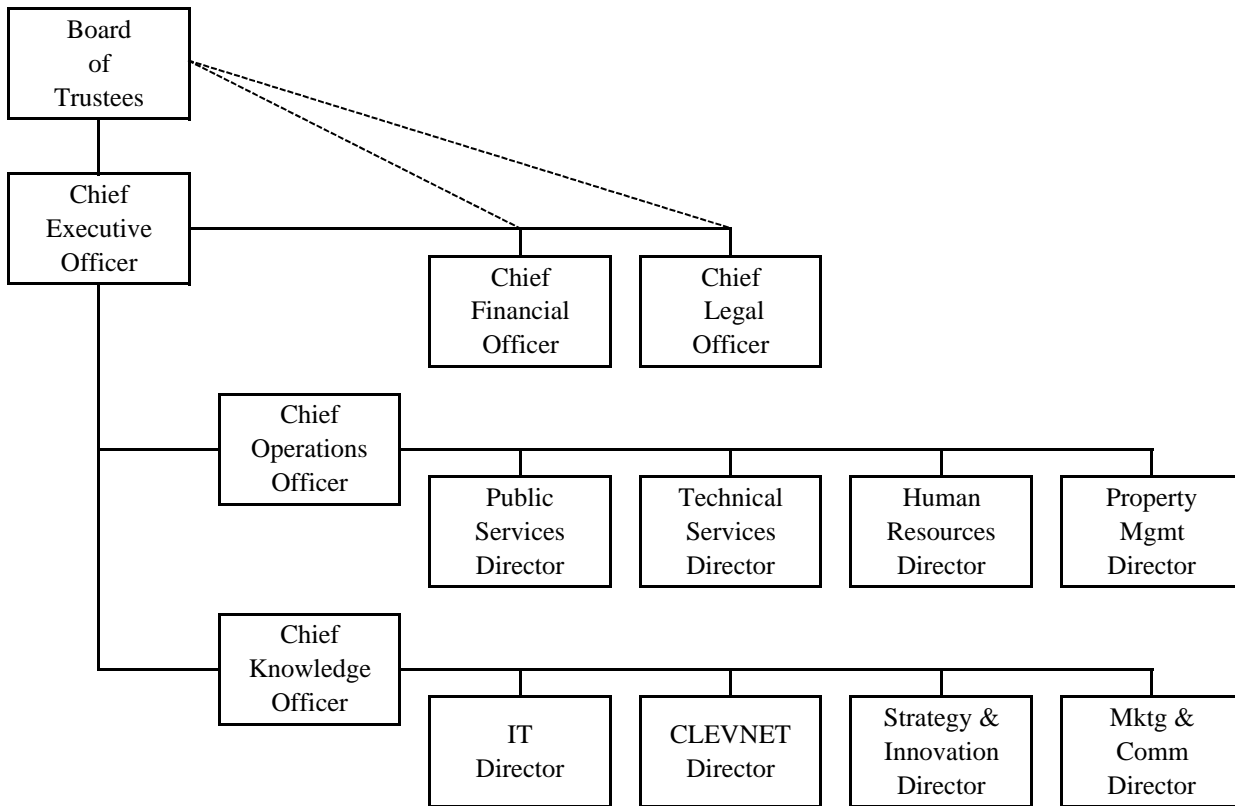 Board
of
Trustees
Chief
Executive
Officer
Chief
Financial
Officer
Chief
Legal
Officer
Chief
Operations
Officer
Public
Services
Director
Technical
Services
Director
Human
Resources
Director
Property
Mgmt
Director
Chief
Knowledge
Officer
IT
Director
CLEVNET
Director
Strategy &
Innovation
Director
Mktg &
Comm
Director